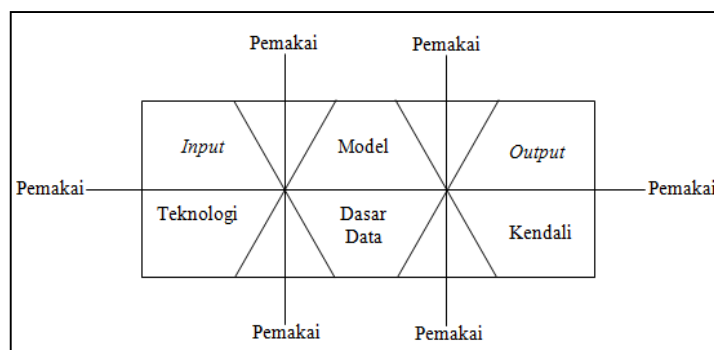 Pemakai Pemakai
Input Model Output
Pemakai Pemakai
Teknologi Dasar Data Kendali
Pemakai Pemakai